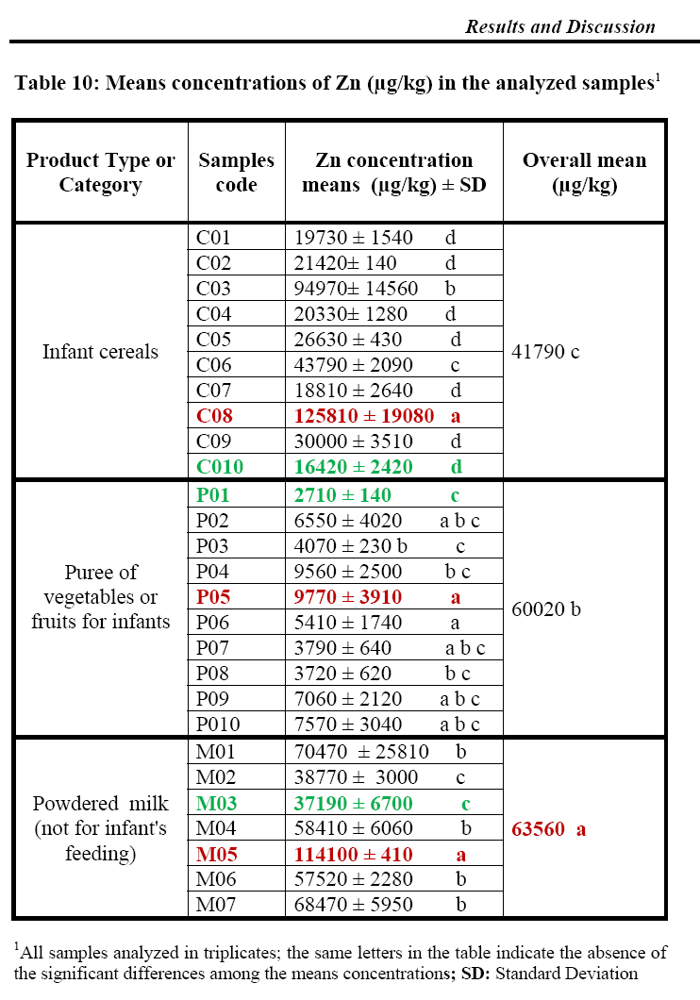 Results and Discussion
Table 10: Means concentrations of Zn (µg/kg) in the analyzed samples1
Product Type or Category Samples code Zn concentration means (µg/kg) ± SD Overall mean (µg/kg)
Infant cereals
C01 19730 ± 1540 d
C02 21420± 140 d
C03 94970± 14560 b
C04 20330± 1280 d
C05 26630 ± 430 d
C06 43790 ± 2090 c
C07 18810 ± 2640 d
C08 125810 ± 19080 a
C09 30000 ± 3510 d
C010 16420 ± 2420 d
41790 c
Puree of
vegetables or
fruits for infants
P01 2710 ± 140 c
P02 6550 ± 4020 a b c
P03 4070 ± 230 b c
P04 9560 ± 2500 b c
P05 9770 ± 3910 a
P06 5410 ± 1740 a
P07 3790 ± 640 a b c
P08 3720 ± 620 b c
P09 7060 ± 2120 a b c
P010 7570 ± 3040 a b c
60020 b
Powdered milk
(not for infant's
feeding)
M01 70470 ± 25810 b
M02 38770 ± 3000 c
M03 37190 ± 6700 c
M04 58410 ± 6060 b
M05 114100 ± 410 a
M06 57520 ± 2280 b
M07 68470 ± 5950 b
63560 a
1All samples analyzed in triplicates; the same letters in the table indicate the absence of
the significant differences among the means concentrations; SD: Standard Deviation